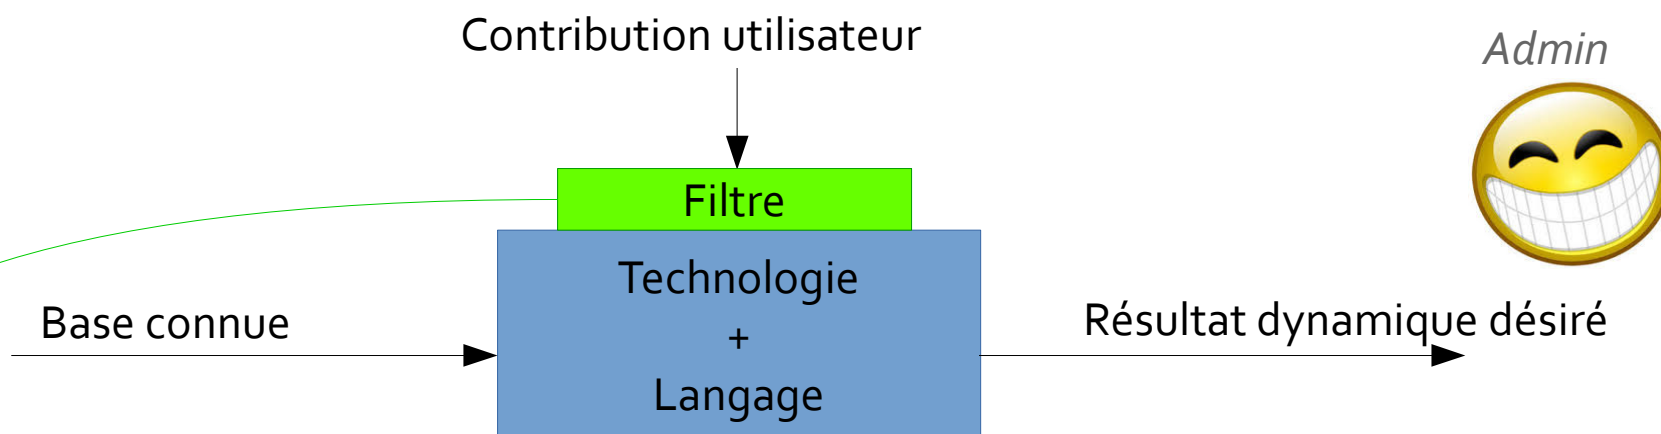 Contribution utilisateur
Admin
Filtre
Technologie
+
Langage
Base connue
Résultat dynamique désiré